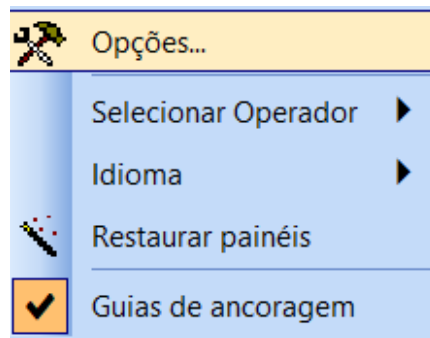 Opções...
Selecionar Operador
Idioma
Restaurar painéis
Guias de ancoragem